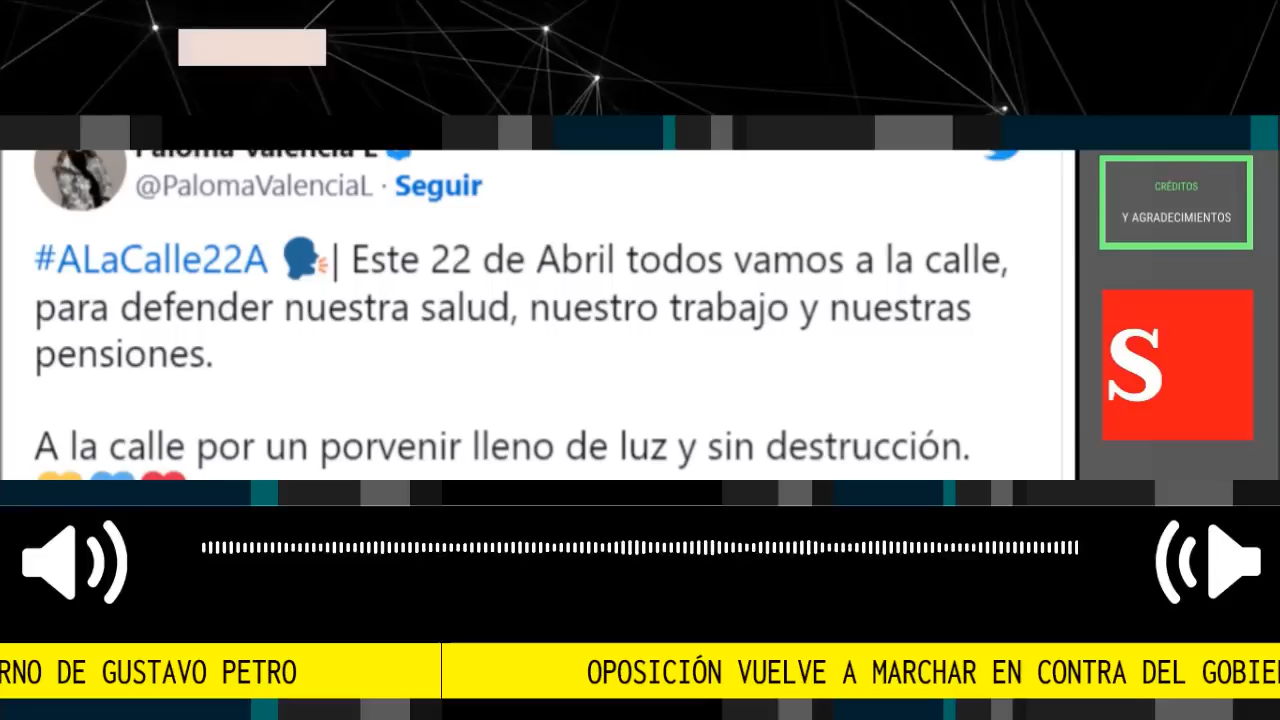 Paloma Valencia L
@PalomaValenciaL · Seguir
#ALaCalle22A | Este 22 de Abril todos vamos a la calle,
para defender nuestra salud, nuestro trabajo y nuestras
pensiones.
A la calle por un porvenir lleno de luz y sin destrucción.
CRÉDITOS
Y AGRADECIMIENTOS
S
RNO DE GUSTAVO PETRO
OPOSICIÓN VUELVE A MARCHAR EN CONTRA DEL GOBIE